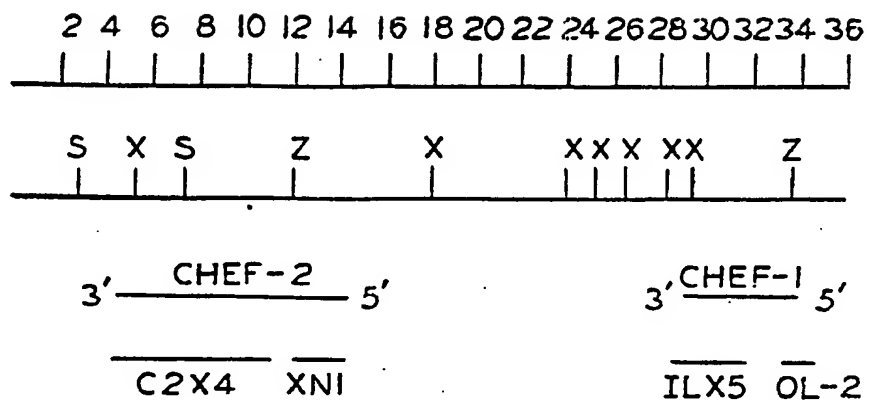 2 4 6 8 10 12 14 16 18 20 22 24 26 28 30 32 34 36
S X S Z X X X X X X Z
3' CHEF-2 5' 3' CHEF-1 5'
C2X4 XN1 ILX5 OL-2